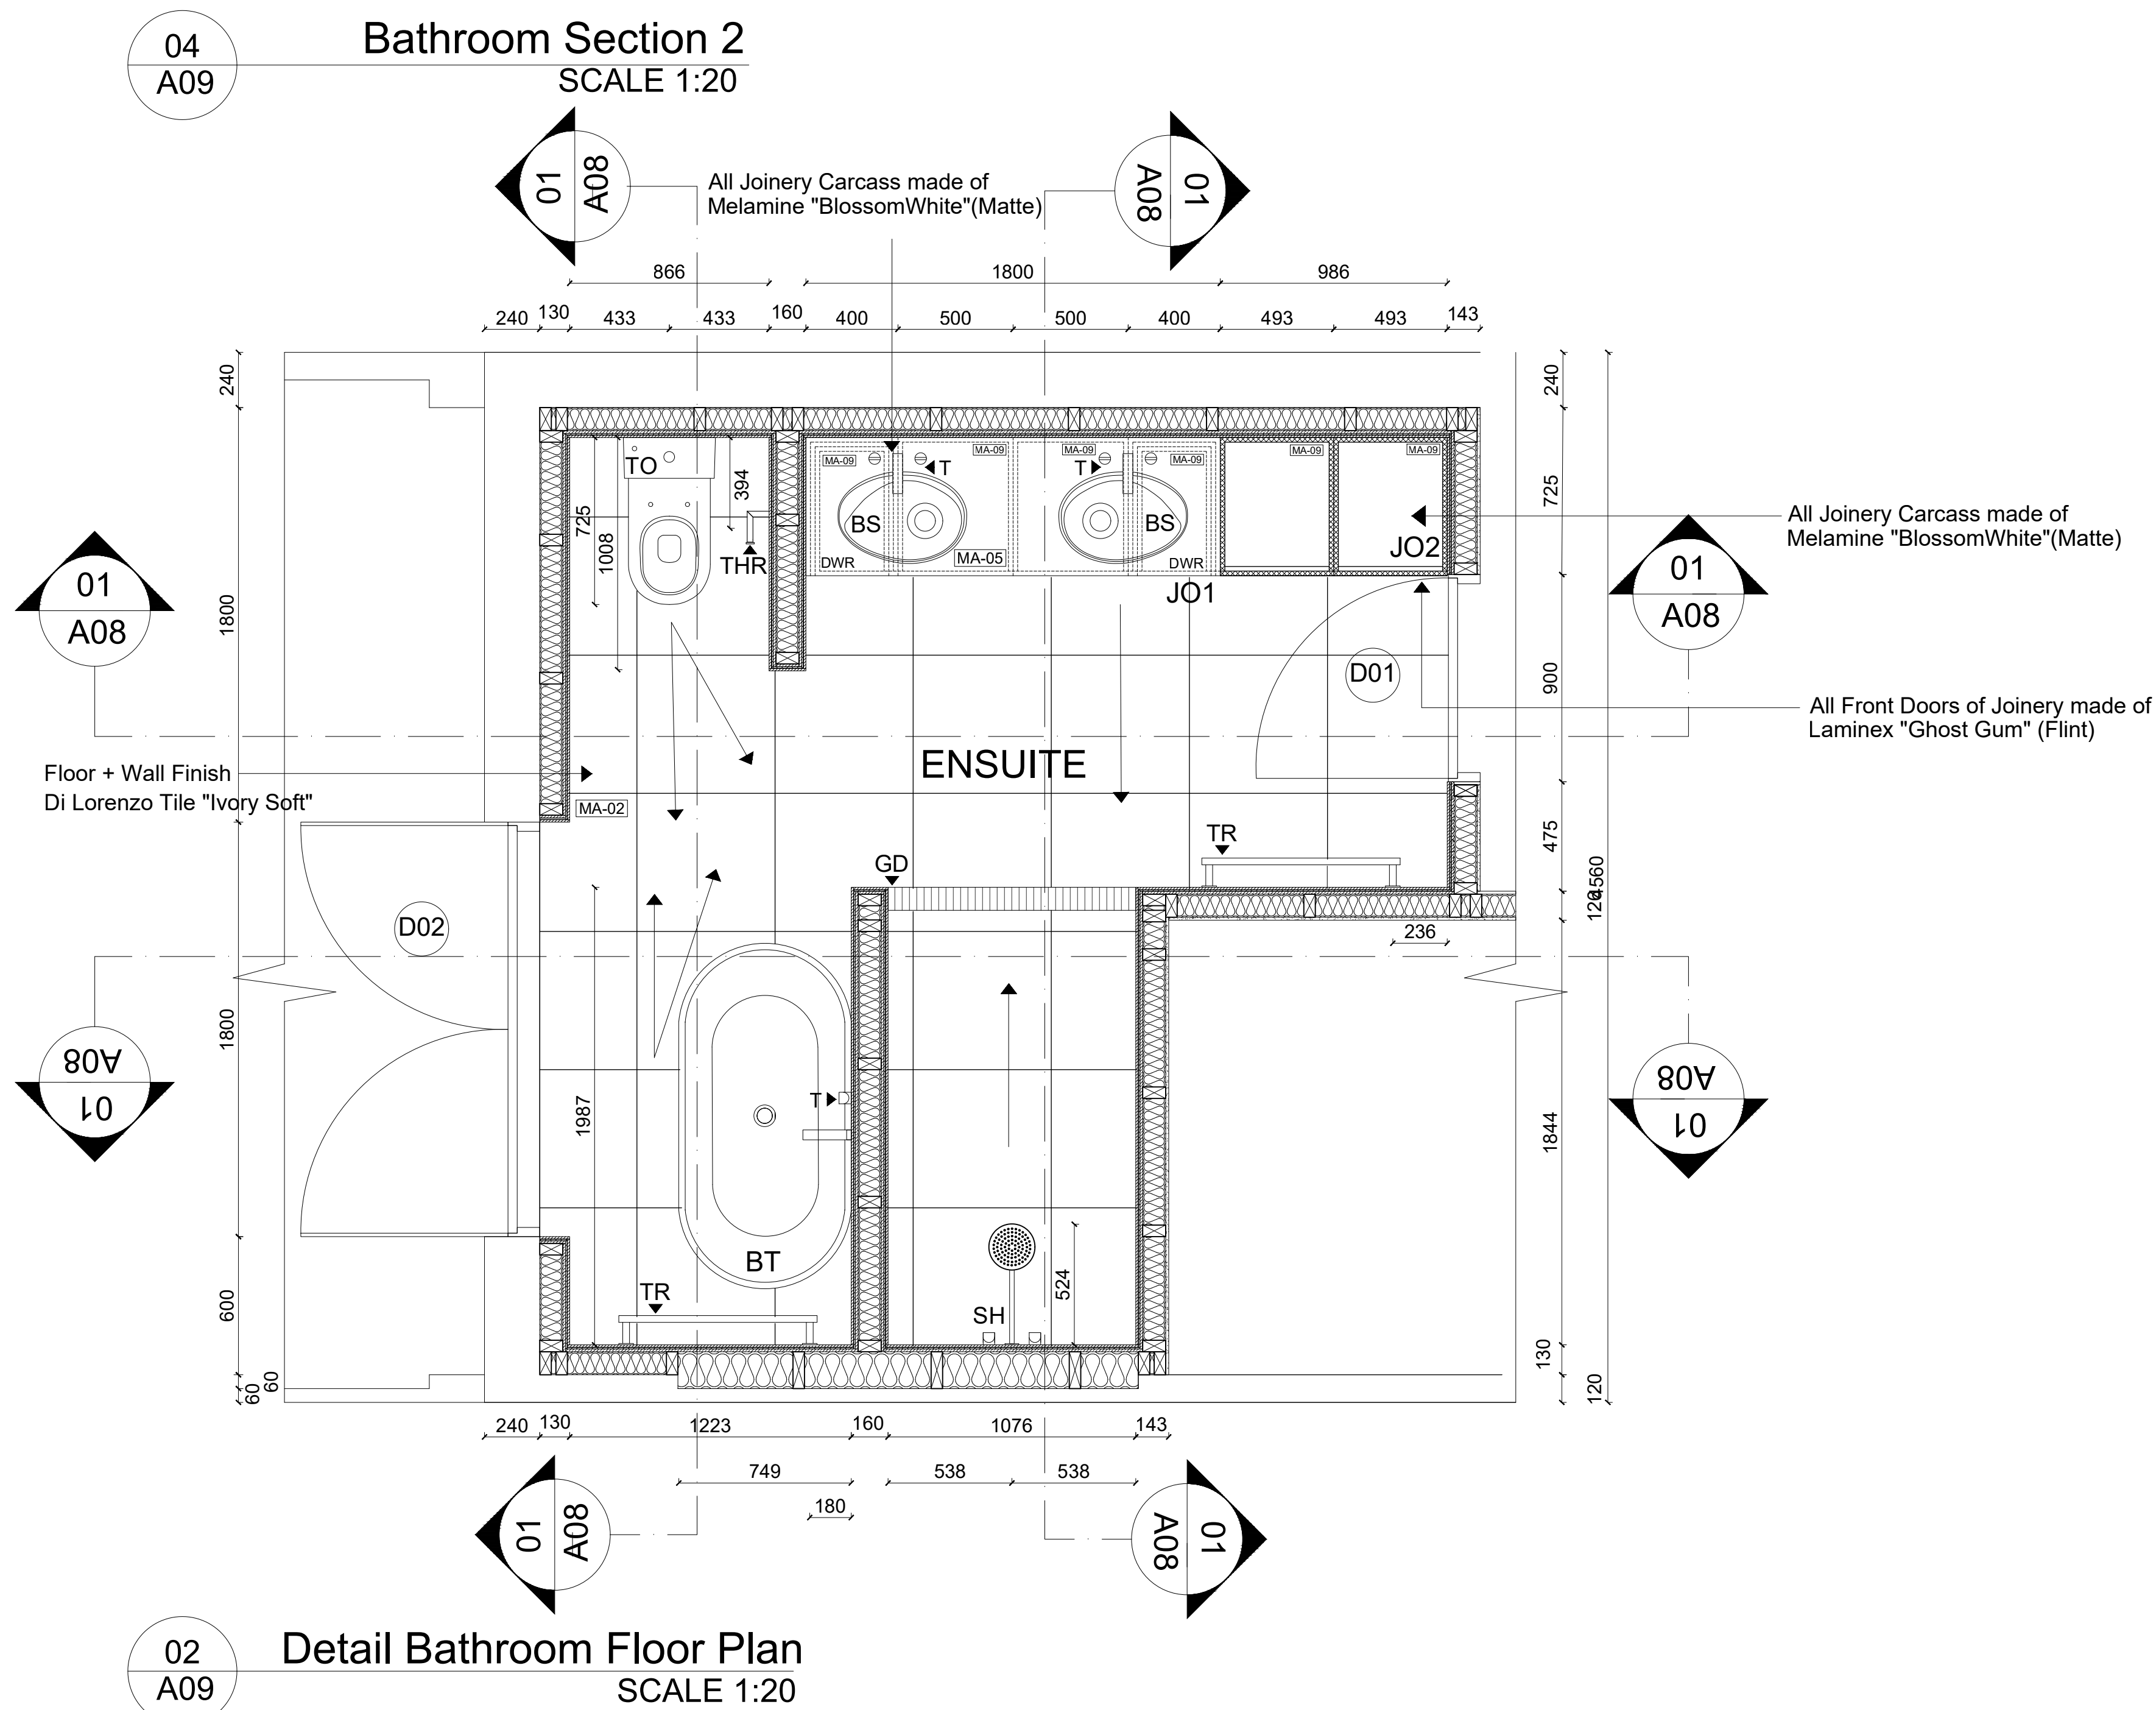 04
A09
Bathroom Section 2
SCALE 1:20
01
A08
All Joinery Carcass made of
Melamine "BlossomWhite"(Matte)
01
A08
866
1800
986
240
130
433
433
160
400
500
500
400
493
493
143
240
1800
1800
600
60
60
240
725
900
475
120
4560
1844
130
120
TO
725
1008
394
THR
MA-09
MA-09
MA-09
MA-09
MA-09
MA-09
T
T
BS
BS
DWR
MA-05
DWR
JO1
JO2
All Joinery Carcass made of
Melamine "BlossomWhite"(Matte)
01
A08
01
A08
D01
All Front Doors of Joinery made of
Laminex "Ghost Gum" (Flint)
ENSUITE
Floor + Wall Finish
Di Lorenzo Tile "Ivory Soft"
MA-02
GD
TR
D02
236
A08
01
A08
01
1987
T
BT
TR
SH
524
240
130
1223
160
1076
143
749
538
538
180
01
A08
01
A08
02
A09
Detail Bathroom Floor Plan
SCALE 1:20